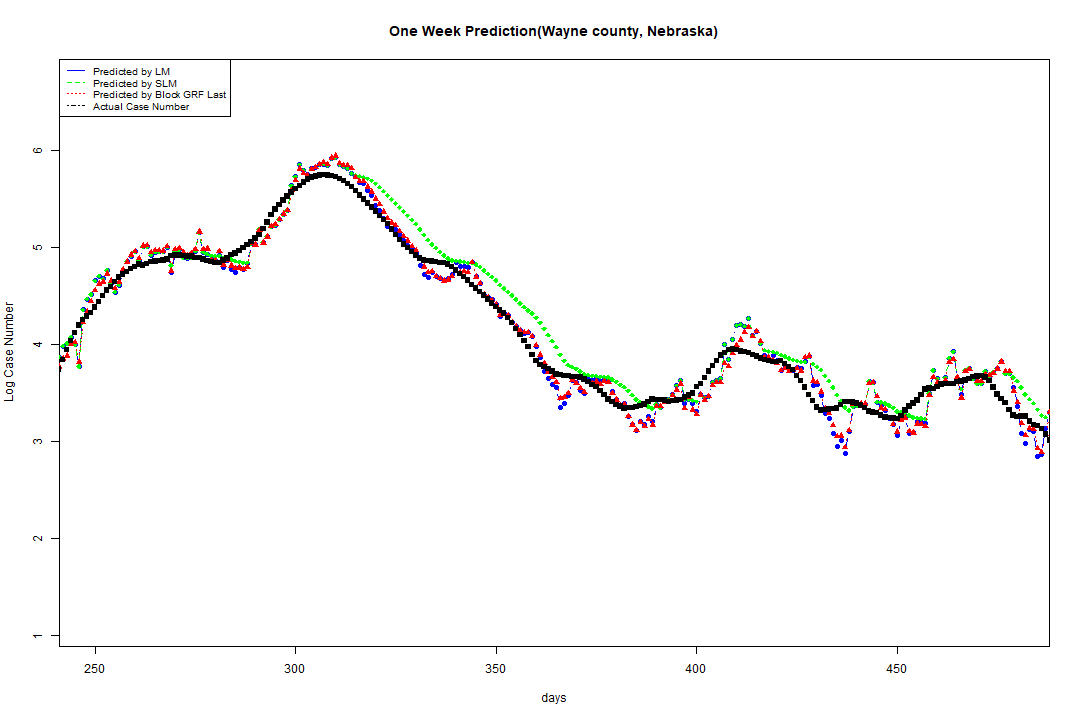 One Week Prediction(Wayne county, Nebraska)
Predicted by LM
Predicted by SLM
Predicted by Block GRF Last
Actual Case Number
Log Case Number
6
5
4
3
2
1
250 300 350 400 450
days